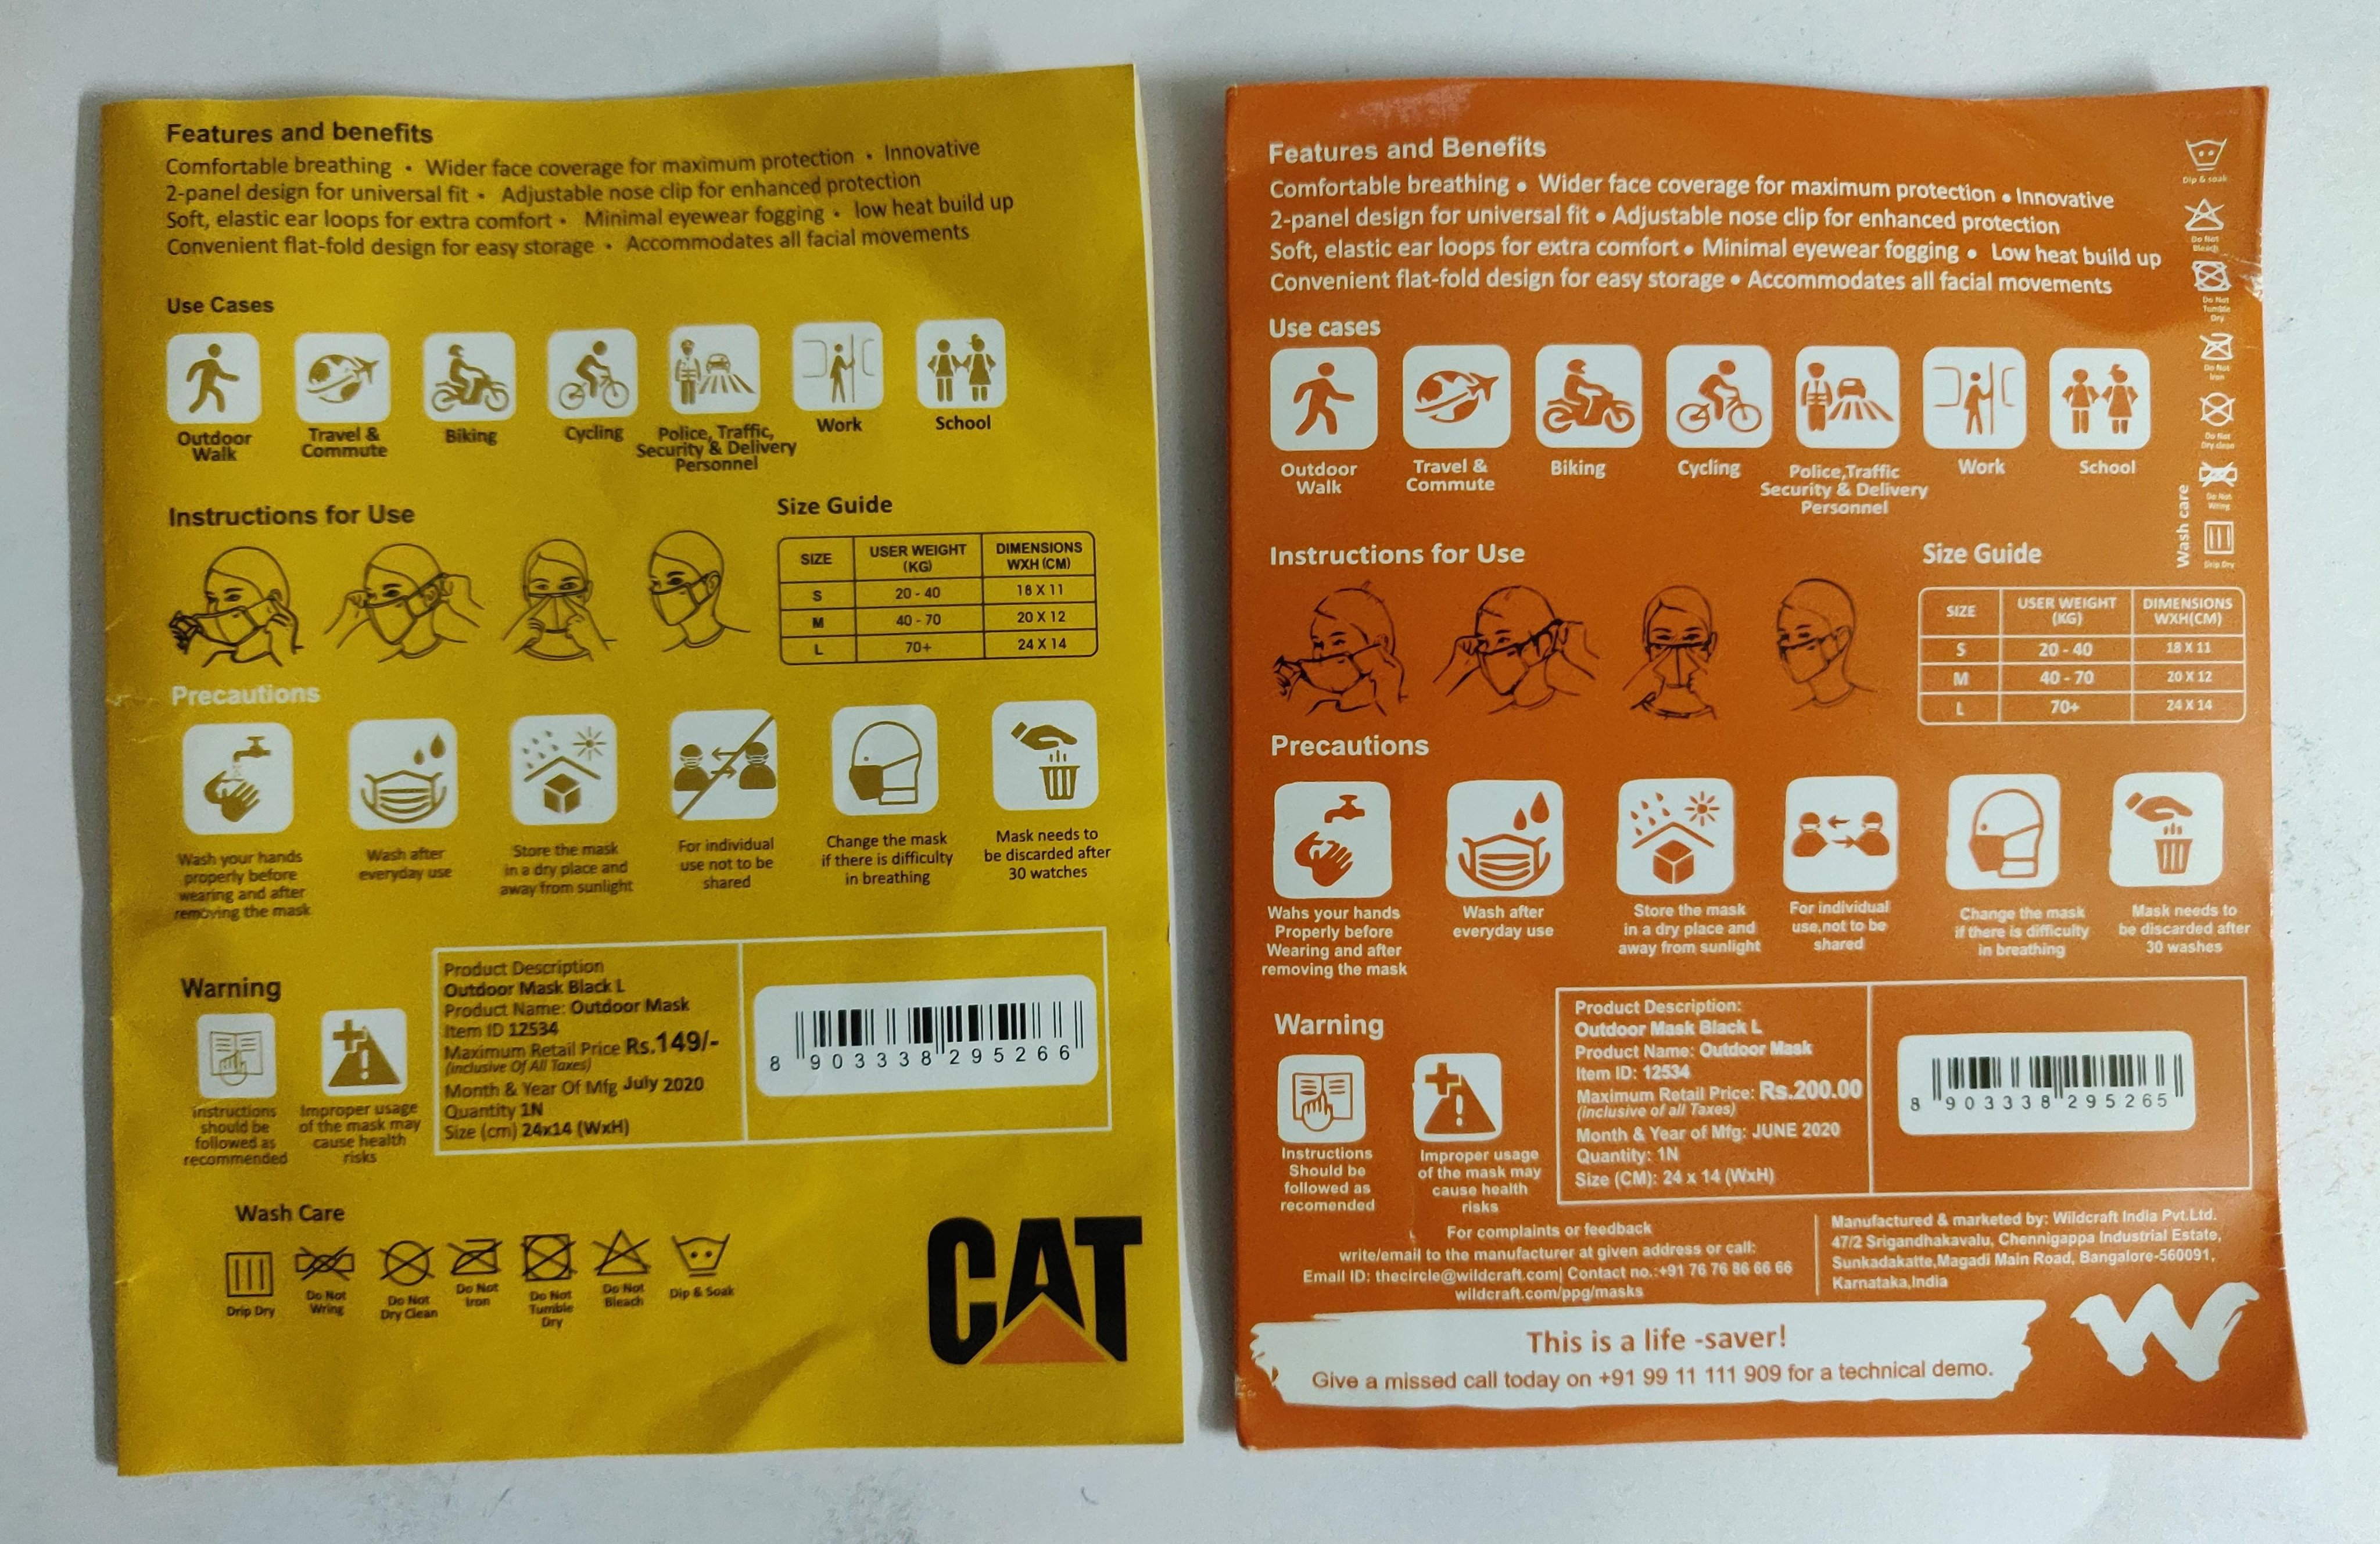 Features and benefits
Comfortable breathing • Wider face coverage for maximum protection • Innovative
2-panel design for universal fit • Adjustable nose clip for enhanced protection
Soft, elastic ear loops for extra comfort • Minimal eyewear fogging • low heat build up
Convenient flat-fold design for easy storage • Accommodates all facial movements
Use Cases
Outdoor
Walk
Travel &
Commute
Biking
Cycling
Police, Traffic,
Security & Delivery
Personnel
Work
School
Instructions for Use
Size Guide
SIZE USER WEIGHT (KG) DIMENSIONS WXH (CM)
S 20 - 40 18 X 11
M 40 - 70 20 X 12
L 70+ 24 X 14
Precautions
Wash your hands
properly before
wearing and after
removing the mask
Wash after
everyday use
Store the mask
in a dry place and
away from sunlight
For individual
use not to be
shared
Change the mask
if there is difficulty
in breathing
Mask needs to
be discarded after
30 watches
Warning
instructions
should be
followed as
recommended
Improper usage
of the mask may
cause health
risks
Product Description
Outdoor Mask Black L
Product Name: Outdoor Mask
Item ID 12534
Maximum Retail Price Rs.149/-
(inclusive Of All Taxes)
Month & Year Of Mfg July 2020
Quantity 1N
Size (cm) 24x14 (WxH)
8 903338 295266
Wash Care
Drip Dry
Do Not
Wring
Do Not
Dry Clean
Do Not
Iron
Do Not
Tumble
Dry
Do Not
Bleach
Dip & Soak
CAT
Features and Benefits
Comfortable breathing • Wider face coverage for maximum protection • Innovative
2-panel design for universal fit • Adjustable nose clip for enhanced protection
Soft, elastic ear loops for extra comfort • Minimal eyewear fogging • Low heat build up
Convenient flat-fold design for easy storage • Accommodates all facial movements
Use cases
Outdoor
Walk
Travel &
Commute
Biking
Cycling
Police,Traffic
Security & Delivery
Personnel
Work
School
Dip & soak
Do Not
Bleach
Do Not
Tumble
Dry
Do Not
Iron
Do Not
Dry clean
Do Not
Wring
Drip Dry
Wash care
Instructions for Use
Size Guide
SIZE USER WEIGHT (KG) DIMENSIONS WXH(CM)
S 20 - 40 18 X 11
M 40 - 70 20 X 12
L 70+ 24 X 14
Precautions
Wahs your hands
Properly before
Wearing and after
removing the mask
Wash after
everyday use
Store the mask
in a dry place and
away from sunlight
For individual
use,not to be
shared
Change the mask
if there is difficulty
in breathing
Mask needs to
be discarded after
30 washes
Warning
Instructions
Should be
followed as
recomended
Improper usage
of the mask may
cause health
risks
Product Description:
Outdoor Mask Black L
Product Name: Outdoor Mask
Item ID: 12534
Maximum Retail Price: Rs.200.00
(inclusive of all Taxes)
Month & Year of Mfg: JUNE 2020
Quantity: 1N
Size (CM): 24 x 14 (WxH)
8 903338 295265
For complaints or feedback
write/email to the manufacturer at given address or call:
Email ID: thecircle@wildcraft.com| Contact no.:+91 76 76 86 66 66
wildcraft.com/ppg/masks
Manufactured & marketed by: Wildcraft India Pvt.Ltd.
47/2 Srigandhakavalu, Chennigappa Industrial Estate,
Sunkadakatte,Magadi Main Road, Bangalore-560091,
Karnataka,India
This is a life -saver!
Give a missed call today on +91 99 11 111 909 for a technical demo.